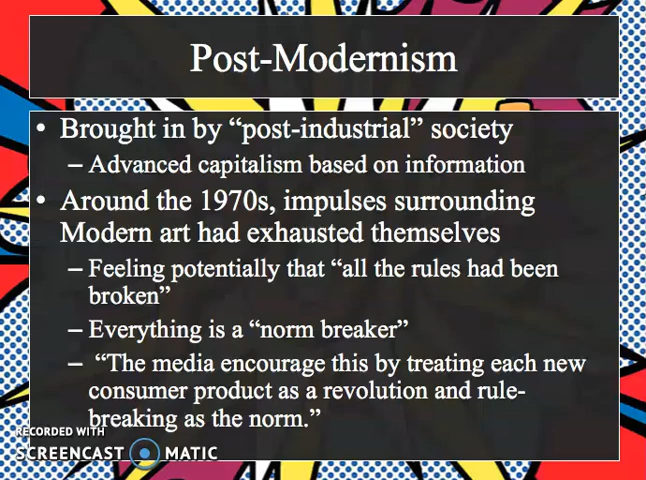 Post-Modernism
• Brought in by “post-industrial” society
– Advanced capitalism based on information
• Around the 1970s, impulses surrounding
Modern art had exhausted themselves
– Feeling potentially that “all the rules had been
broken”
– Everything is a “norm breaker”
– “The media encourage this by treating each new
consumer product as a revolution and rule-
breaking as the norm.”
RECORDED WITH
SCREENCAST MATIC